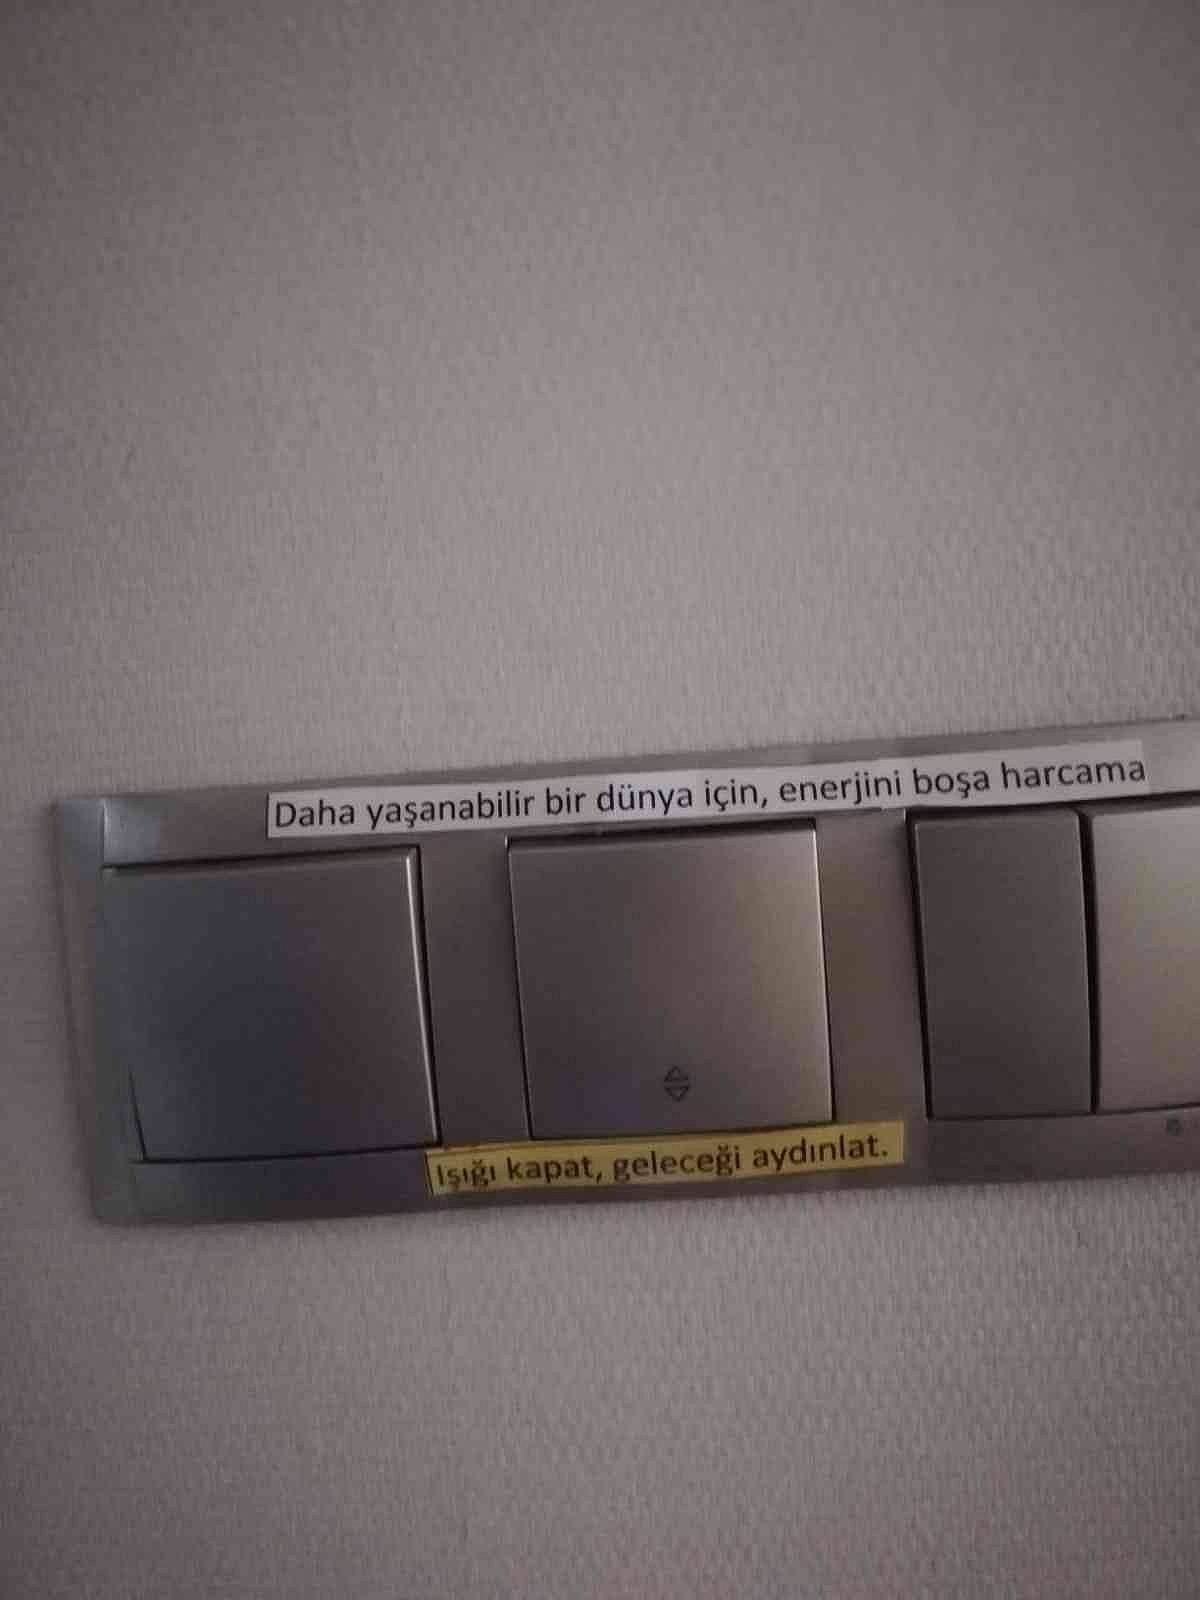 Daha yaşanabilir bir dünya için, enerjini boşa harcama
Işığı kapat, geleceği aydınlat.